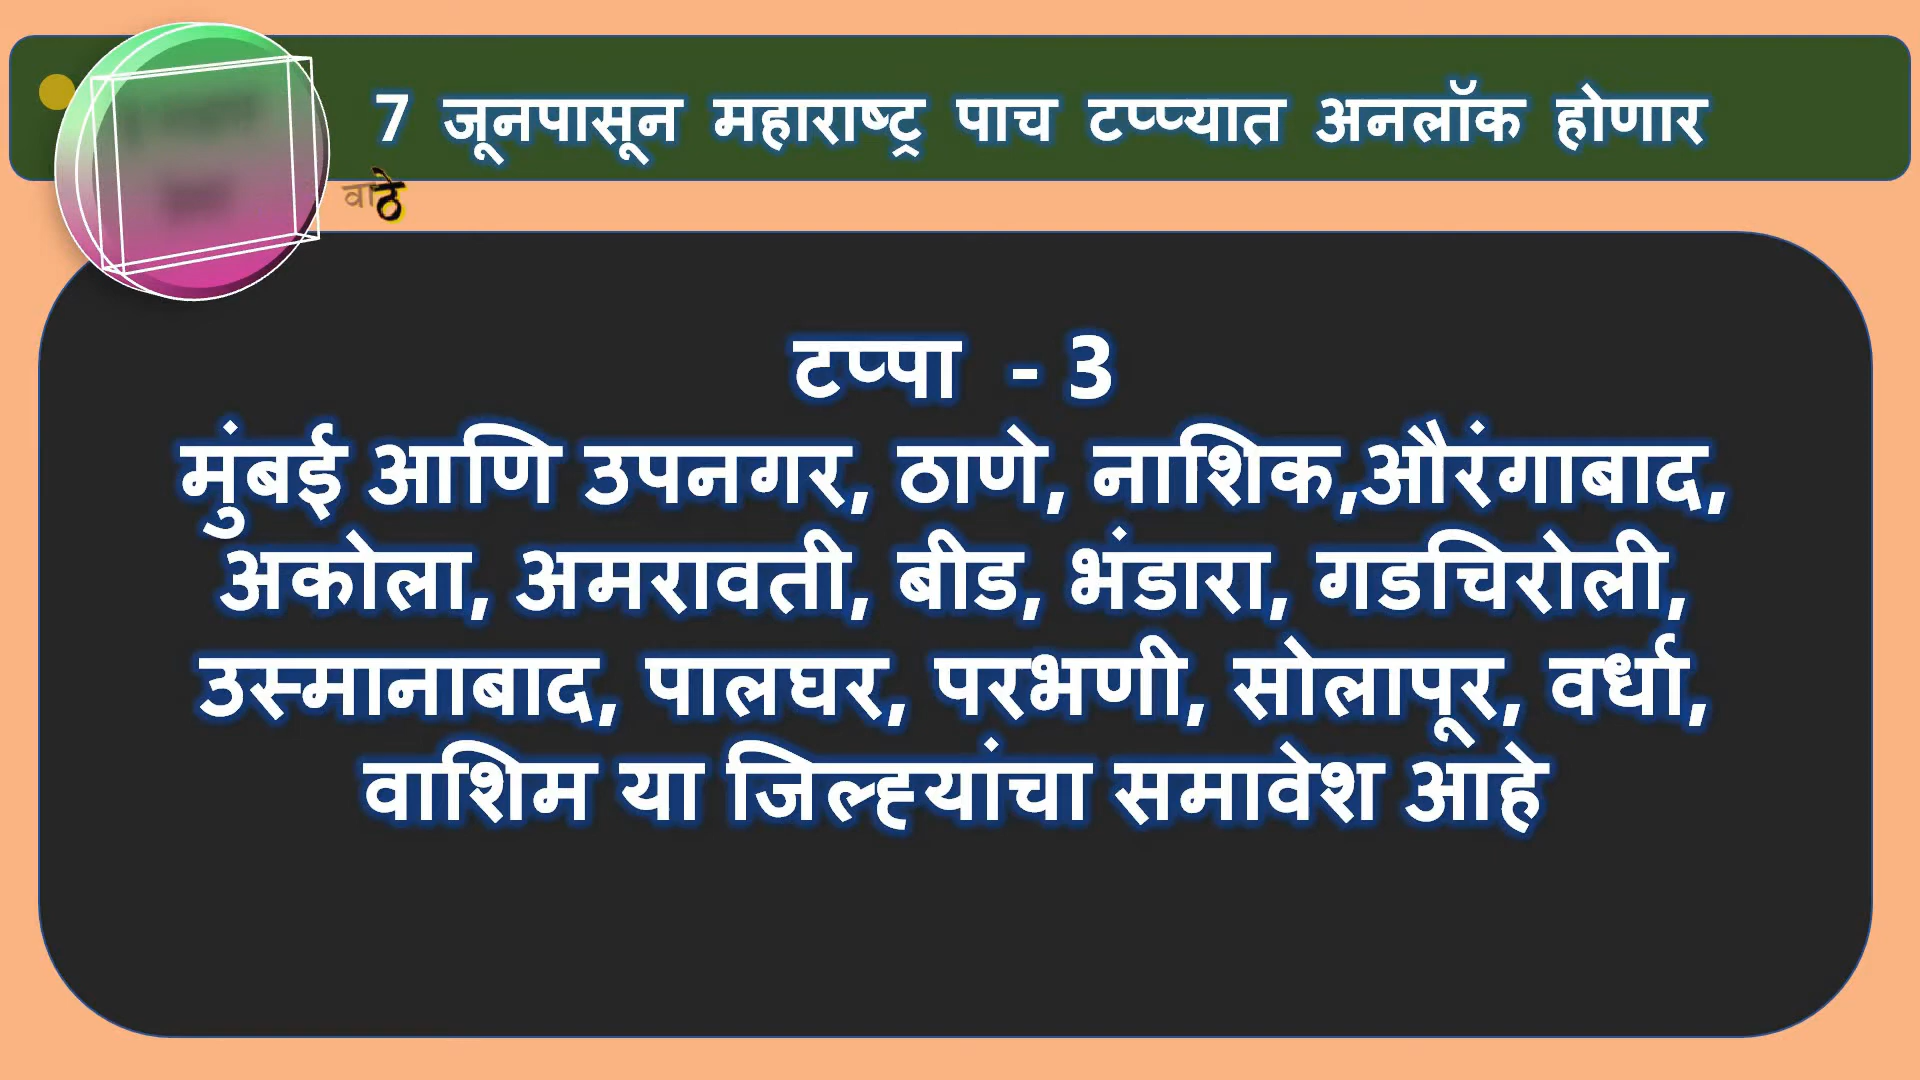 7 जूनपासून महाराष्ट्र पाच टप्प्यात अनलॉक होणार
टप्पा - 3
मुंबई आणि उपनगर, ठाणे, नाशिक,औरंगाबाद,
अकोला, अमरावती, बीड, भंडारा, गडचिरोली,
उस्मानाबाद, पालघर, परभणी, सोलापूर, वर्धा,
वाशिम या जिल्ह्यांचा समावेश आहे